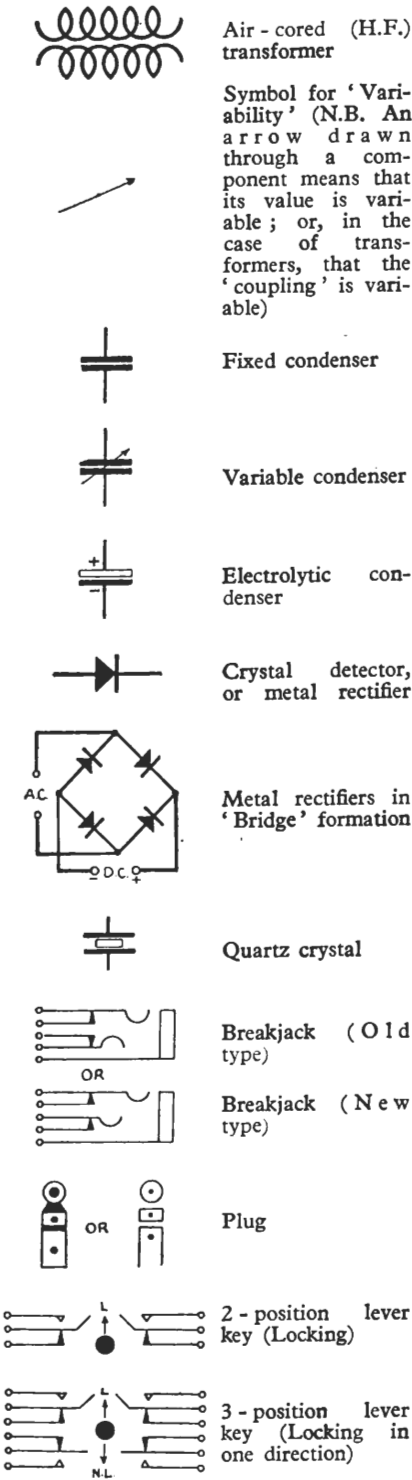 Air - cored (H.F.)
transformer
Symbol for ‘ Vari-
ability ’ (N.B. An
arrow drawn
through a com-
ponent means that
its value is vari-
able ; or, in the
case of trans-
formers, that the
‘ coupling ’ is vari-
able)
Fixed condenser
Variable condenser
+
−
Electrolytic con-
denser
Crystal detector,
or metal rectifier
A.C.
− D.C. +
Metal rectifiers in
‘ Bridge ’ formation
Quartz crystal
Breakjack (Old
type)
OR
Breakjack (New
type)
OR
Plug
L
2 - position lever
key (Locking)
L
N.L.
3 - position lever
key (Locking in
one direction)